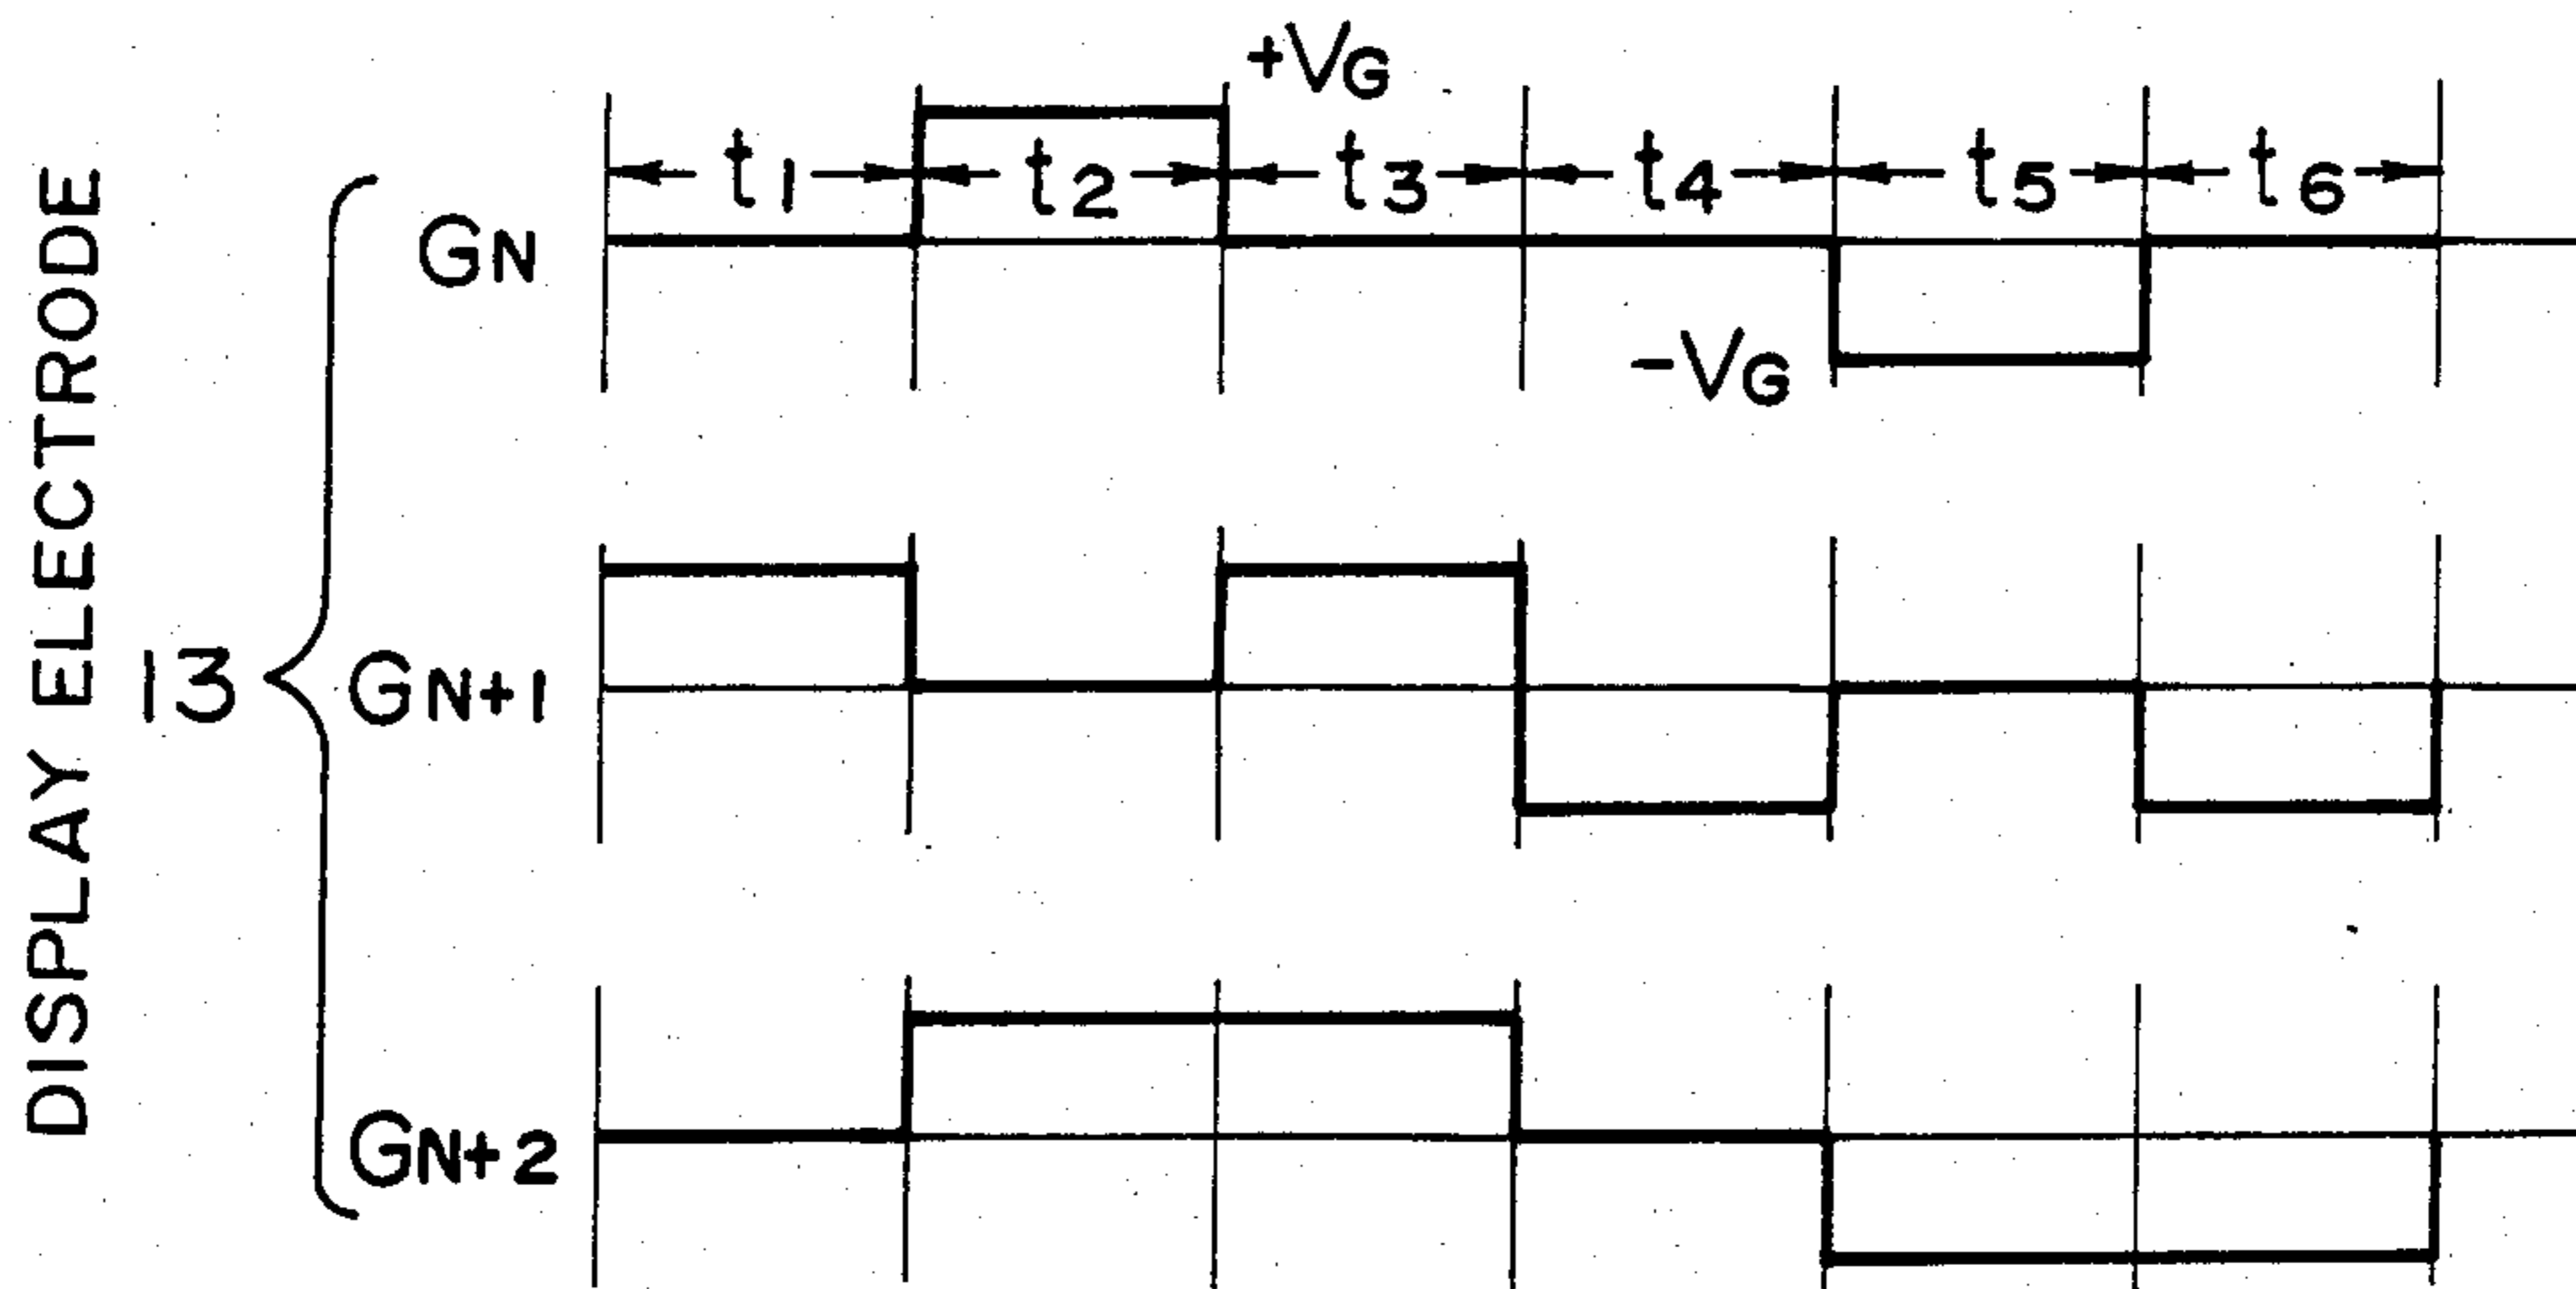 DISPLAY ELECTRODE
13
+VG
t1 t2 t3 t4 t5 t6
GN
-VG
GN+1
GN+2